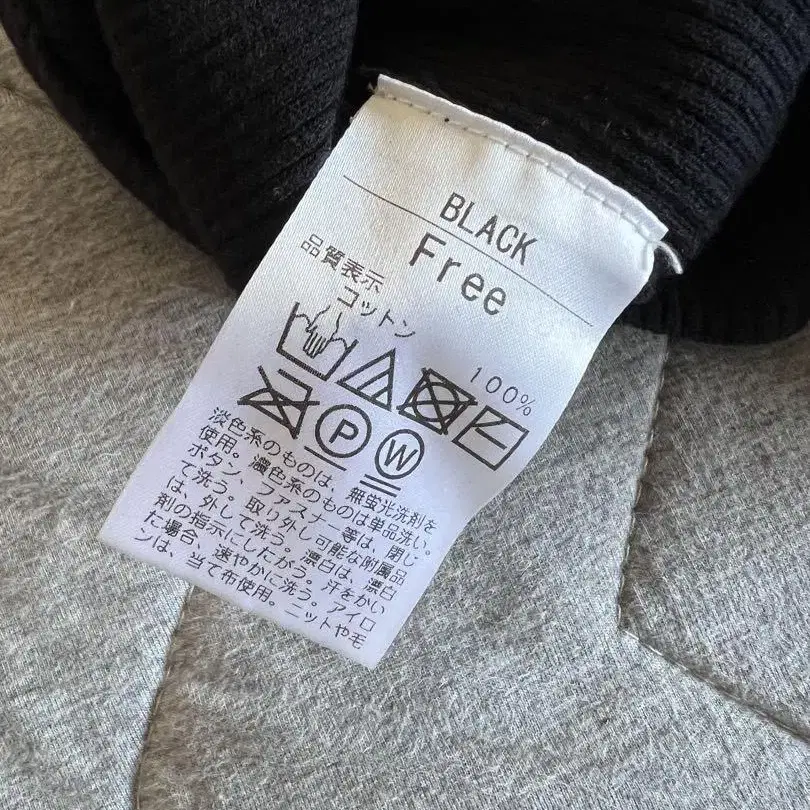 BLACK
Free
品質表示
コットン
100%
P W
淡色系のものは、無蛍光洗剤を
使用。濃色系のものは単品洗い。
ボタン、ファスナー等は、閉じ
て洗う。取り外し可能な附属品
は、外して洗う。漂白は、漂白
剤の指示にしたがう。汗をかい
た場合、速やかに洗う。アイロ
ンは、当て布使用。ニットや毛